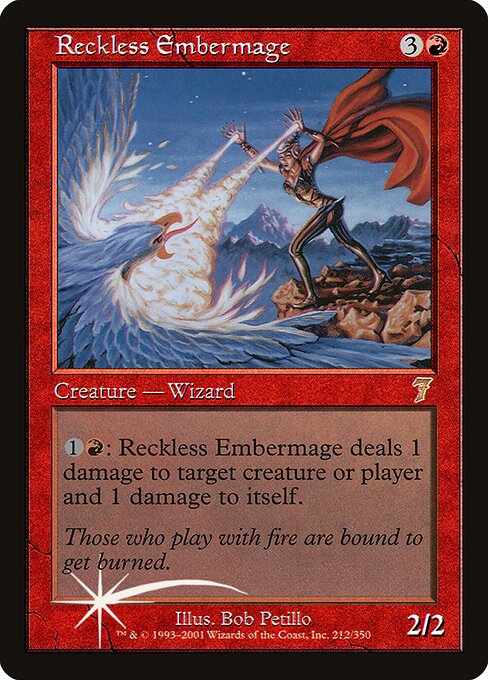 Reckless Embermage 3
Creature — Wizard
1: Reckless Embermage deals 1
damage to target creature or player
and 1 damage to itself.
Those who play with fire are bound to
get burned.
Illus. Bob Petillo
™ & © 1993–2001 Wizards of the Coast, Inc. 212/350
2/2